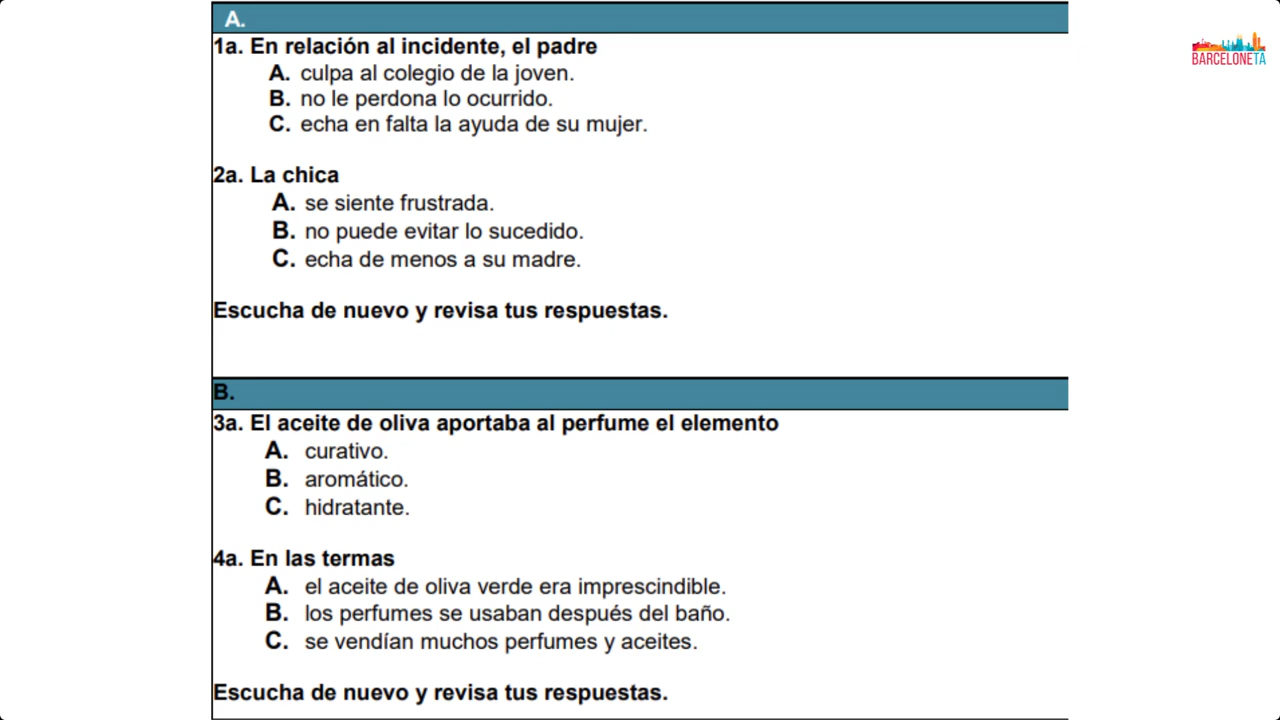 A.
BARCELONETA
1a. En relación al incidente, el padre
A. culpa al colegio de la joven.
B. no le perdona lo ocurrido.
C. echa en falta la ayuda de su mujer.
2a. La chica
A. se siente frustrada.
B. no puede evitar lo sucedido.
C. echa de menos a su madre.
Escucha de nuevo y revisa tus respuestas.
B.
3a. El aceite de oliva aportaba al perfume el elemento
A. curativo.
B. aromático.
C. hidratante.
4a. En las termas
A. el aceite de oliva verde era imprescindible.
B. los perfumes se usaban después del baño.
C. se vendían muchos perfumes y aceites.
Escucha de nuevo y revisa tus respuestas.